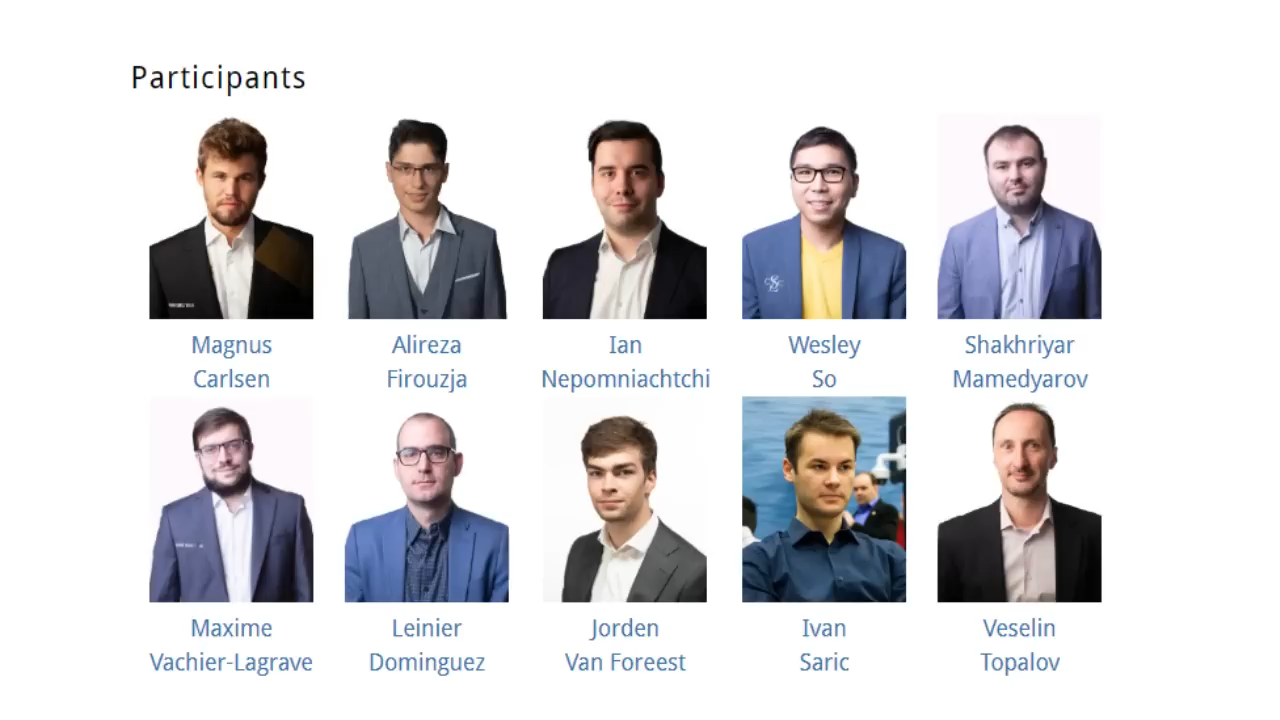 Participants
Magnus
Carlsen
Alireza
Firouzja
Ian
Nepomniachtchi
Wesley
So
Shakhriyar
Mamedyarov
Maxime
Vachier-Lagrave
Leinier
Dominguez
Jorden
Van Foreest
Ivan
Saric
Veselin
Topalov